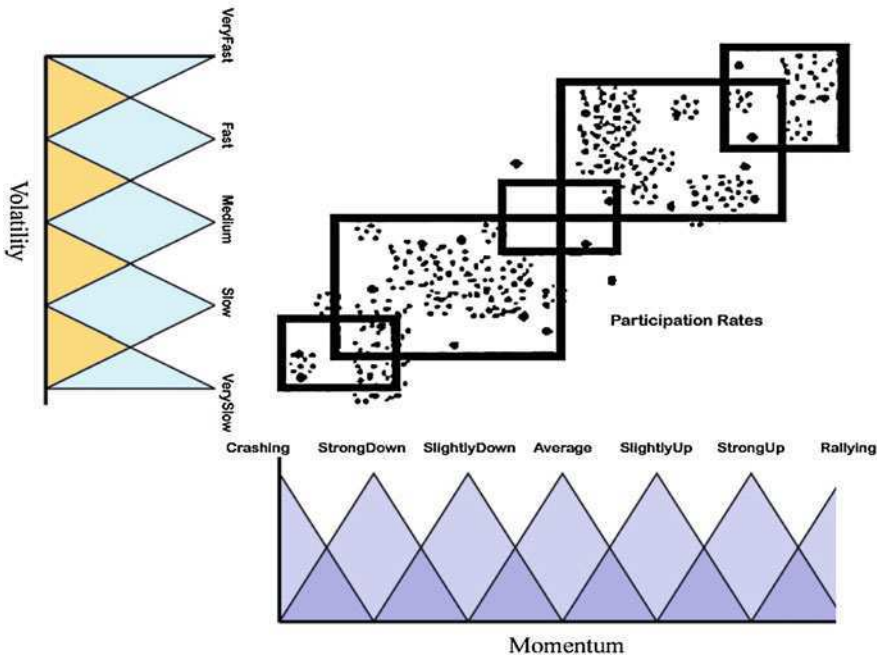 VeryFast
Fast
Medium
Slow
VerySlow
Volatility
Participation Rates
Crashing StrongDown SlightlyDown Average SlightlyUp StrongUp Rallying
Momentum